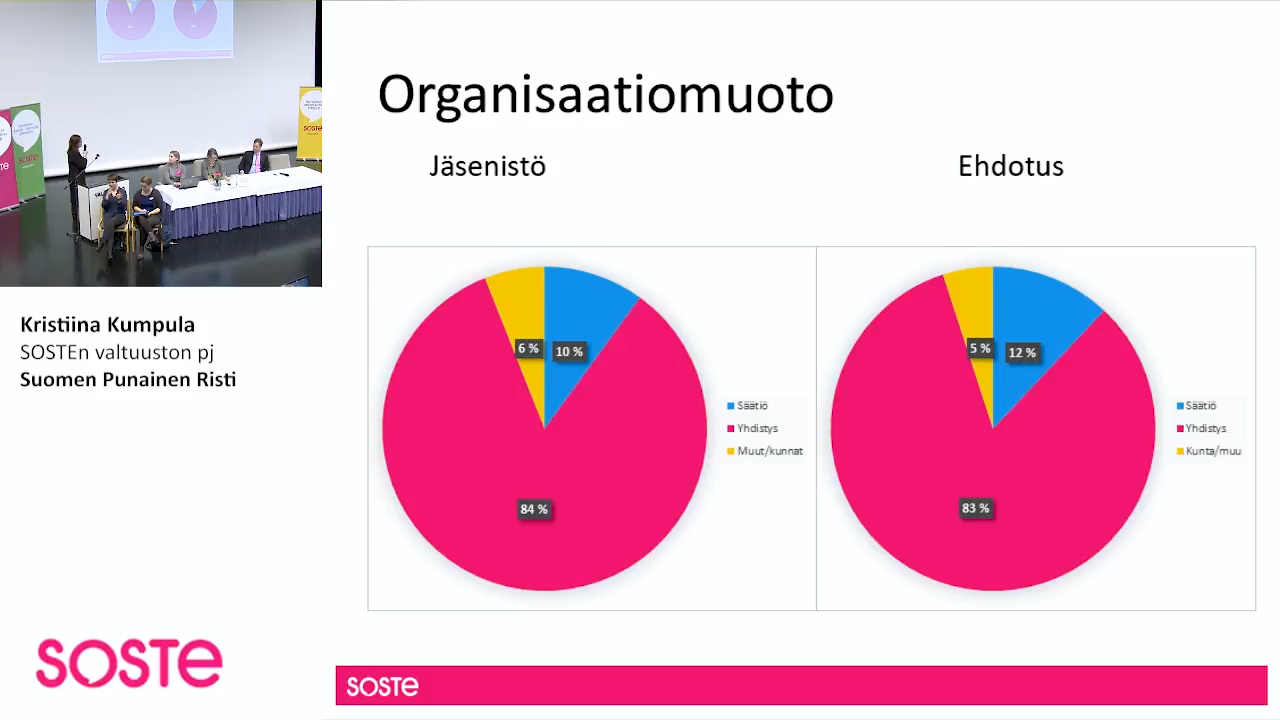 SOSTE
Kristiina Kumpula
SOSTEn valtuuston pj
Suomen Punainen Risti
SOSTE
Organisaatiomuoto
Jäsenistö
Ehdotus
6 %
10 %
84 %
Säätiö
Yhdistys
Muut/kunnat
5 %
12 %
83 %
Säätiö
Yhdistys
Kunta/muu
SOSTE